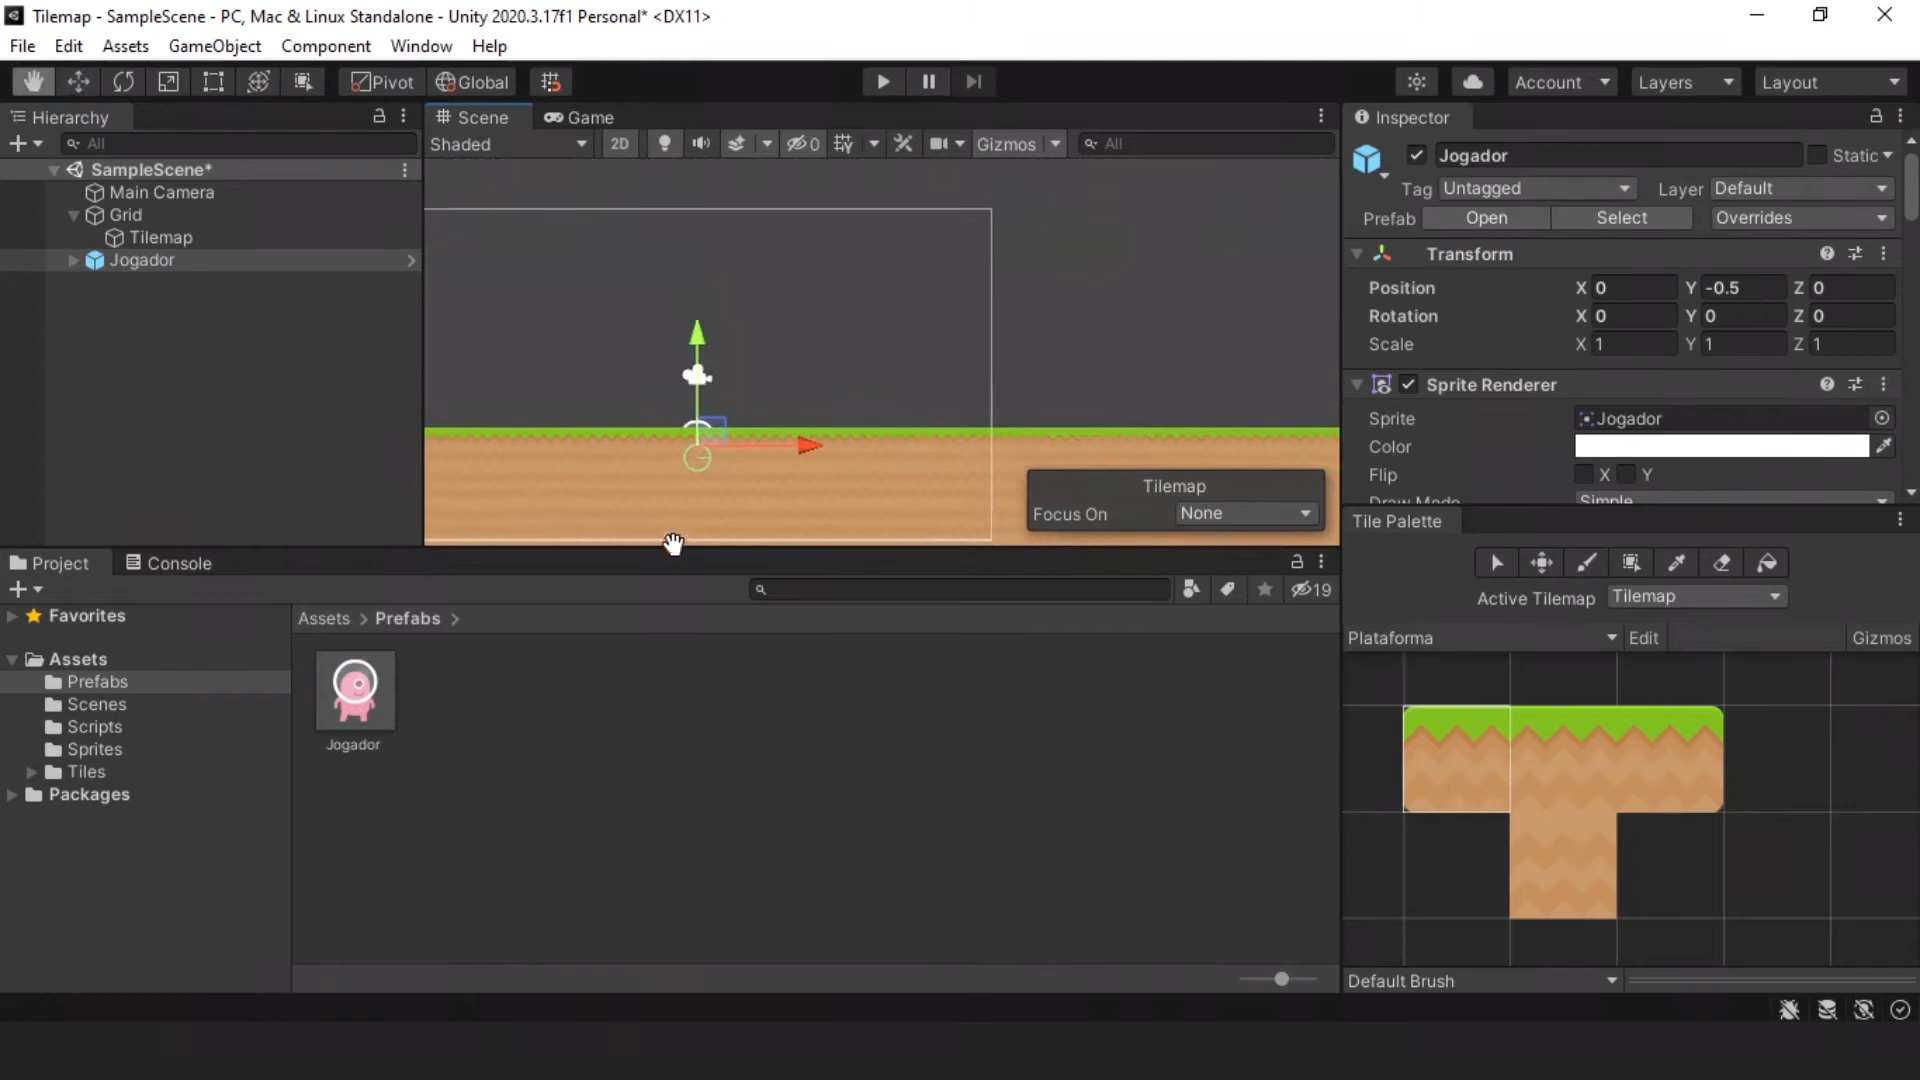 Tilemap - SampleScene - PC, Mac & Linux Standalone - Unity 2020.3.17f1 Personal* <DX11>
File Edit Assets GameObject Component Window Help
Pivot Global Account Layers Layout
Hierarchy
All
SampleScene*
Main Camera
Grid
Tilemap
Jogador
Scene Game
Shaded 2D 0 Gizmos All
Tilemap
Focus On None
Inspector
Jogador Static
Tag Untagged Layer Default
Prefab Open Select Overrides
Transform
Position X 0 Y -0.5 Z 0
Rotation X 0 Y 0 Z 0
Scale X 1 Y 1 Z 1
Sprite Renderer
Sprite Jogador
Color
Flip X Y
Draw Mode Simple
Project Console
19
Favorites
Assets
Prefabs
Scenes
Scripts
Sprites
Tiles
Packages
Assets > Prefabs >
Jogador
Tile Palette
Active Tilemap Tilemap
Plataforma Edit Gizmos
Default Brush